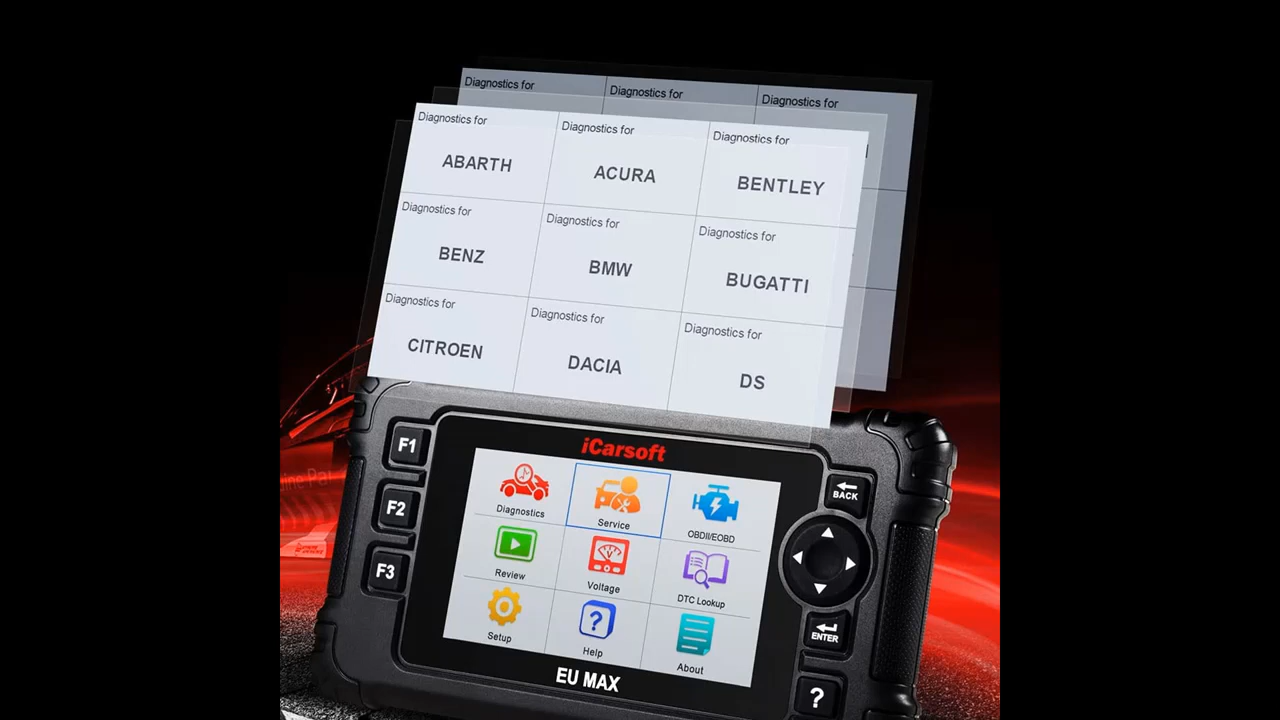 Diagnostics for
Diagnostics for
Diagnostics for
Diagnostics for
ABARTH
Diagnostics for
ACURA
Diagnostics for
BENTLEY
Diagnostics for
BENZ
Diagnostics for
BMW
Diagnostics for
BUGATTI
Diagnostics for
CITROEN
Diagnostics for
DACIA
Diagnostics for
DS
iCarsoft
F1
F2
F3
Diagnostics
Service
OBDII/EOBD
Review
Voltage
DTC Lookup
Setup
Help
About
BACK
ENTER
?
EU MAX